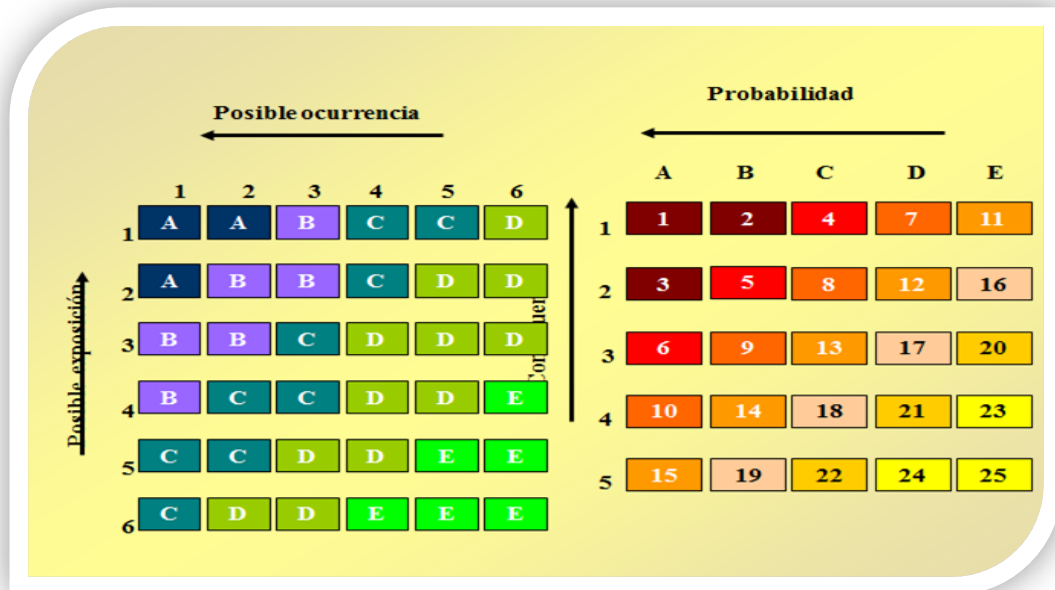 Posible ocurrencia
1 2 3 4 5 6
Posible exposición
1 A A B C C D
2 A B B C D D
3 B B C D D D
4 B C C D D E
5 C C D D E E
6 C D D E E E
Probabilidad
A B C D E
1 1 2 4 7 11
2 3 5 8 12 16
3 6 9 13 17 20
4 10 14 18 21 23
5 15 19 22 24 25